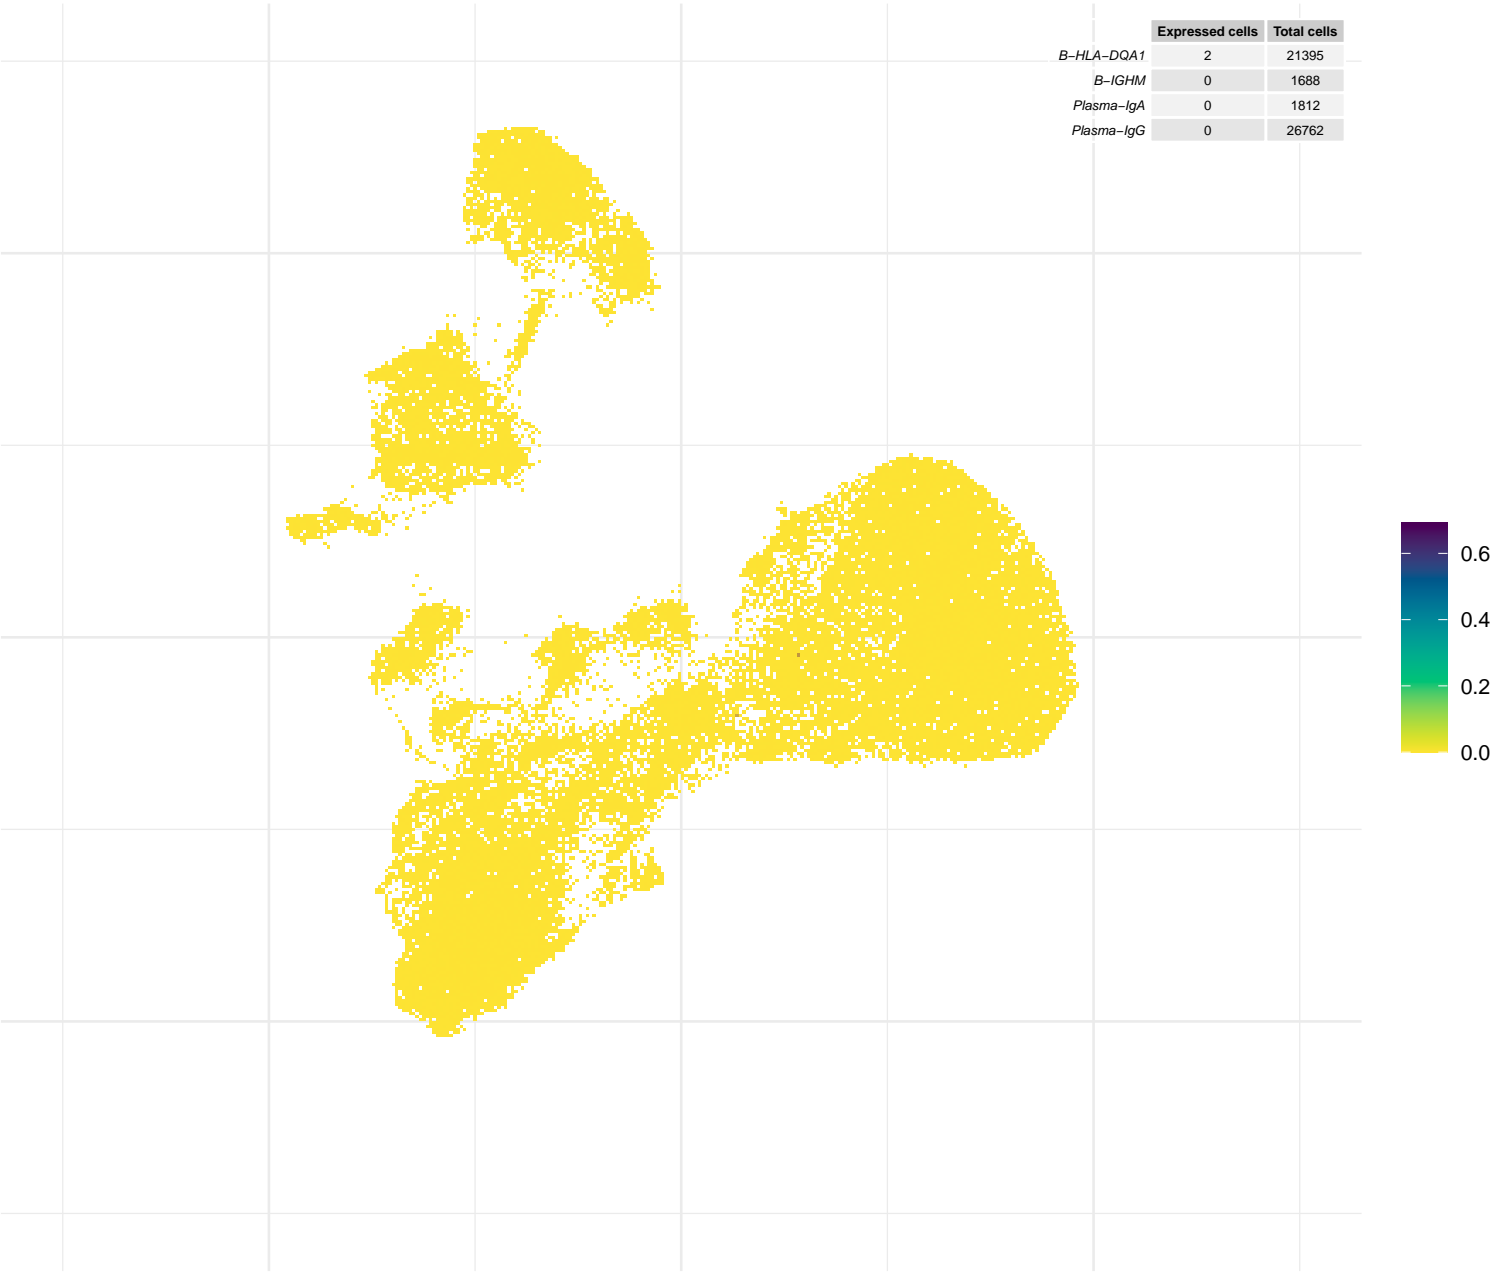 Expressed cells Total cells
B-HLA-DQA1 2 21395
B-IGHM 0 1688
Plasma-IgA 0 1812
Plasma-IgG 0 26762
0.6
0.4
0.2
0.0